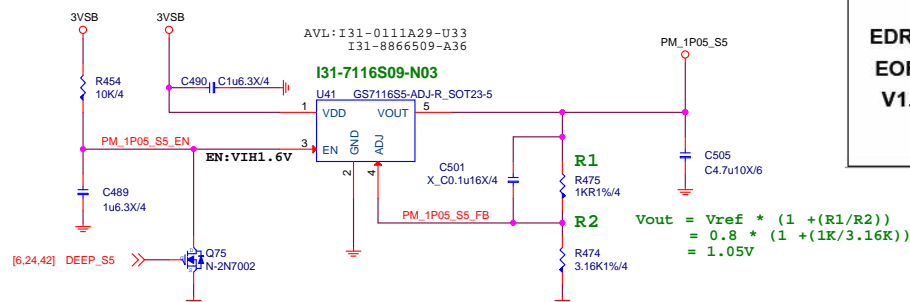 3VSB
3VSB
AVL:I31-0111A29-U33
I31-8866509-A36
PM_1P05_S5
EDR
I31-7116S09-N03
R454
10K/4
C490
C1u6.3X/4
U41
GS7116S5-ADJ-R_SOT23-5
V1.
1
VDD
VOUT
5
PM_1P05_S5_EN
3
EN
GND
ADJ
EN:VIH1.6V
2
4
C501
X_C0.1u16X/4
R1
R475
1KR1%/4
C505
C4.7u10X/6
C489
1u6.3X/4
PM_1P05_S5_FB
R2
Vout = Vref * (1 +(R1/R2))
= 0.8 * (1 +(1K/3.16K))
= 1.05V
[6,24,42] DEEP_S5
Q75
N-2N7002
R474
3.16K1%/4